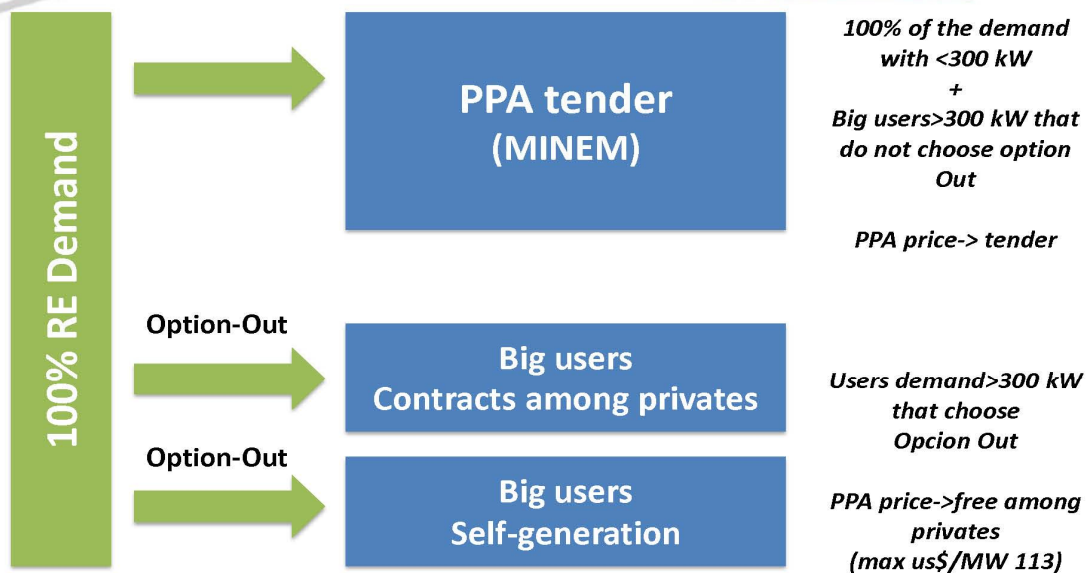 100% RE Demand
PPA tender
(MINEM)
100% of the demand
with <300 kW
+
Big users>300 kW that
do not choose option
Out
PPA price-> tender
Option-Out
Big users
Contracts among privates
Option-Out
Big users
Self-generation
Users demand>300 kW
that choose
Opcion Out
PPA price->free among
privates
(max us$/MW 113)